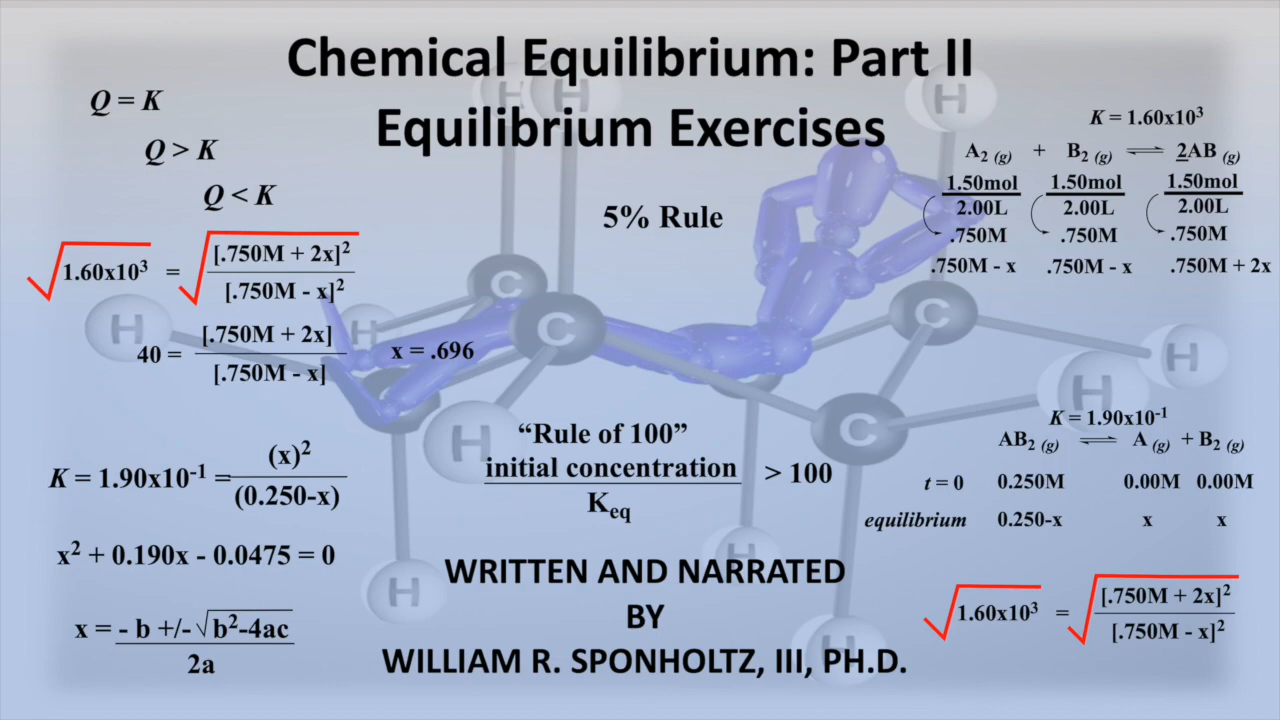 Chemical Equilibrium: Part II
Equilibrium Exercises
Q = K
Q > K
Q < K
5% Rule
√1.60x10³ = √[.750M + 2x]² / [.750M - x]²
40 = [.750M + 2x] / [.750M - x]
x = .696
K = 1.60x10³
A₂ (g) + B₂ (g) ⇌ 2AB (g)
1.50mol 1.50mol 1.50mol
2.00L 2.00L 2.00L
.750M .750M .750M
.750M - x .750M - x .750M + 2x
"Rule of 100"
initial concentration
Keq
> 100
K = 1.90x10⁻¹ = (x)² / (0.250-x)
x² + 0.190x - 0.0475 = 0
x = - b +/- √b²-4ac
2a
K = 1.90x10⁻¹
AB₂ (g) ⇌ A (g) + B₂ (g)
t = 0 0.250M 0.00M 0.00M
equilibrium 0.250-x x x
√1.60x10³ = √[.750M + 2x]² / [.750M - x]²
WRITTEN AND NARRATED
BY
WILLIAM R. SPONHOLTZ, III, PH.D.
H H H
C C C
H H H
C C C
H H
H H H